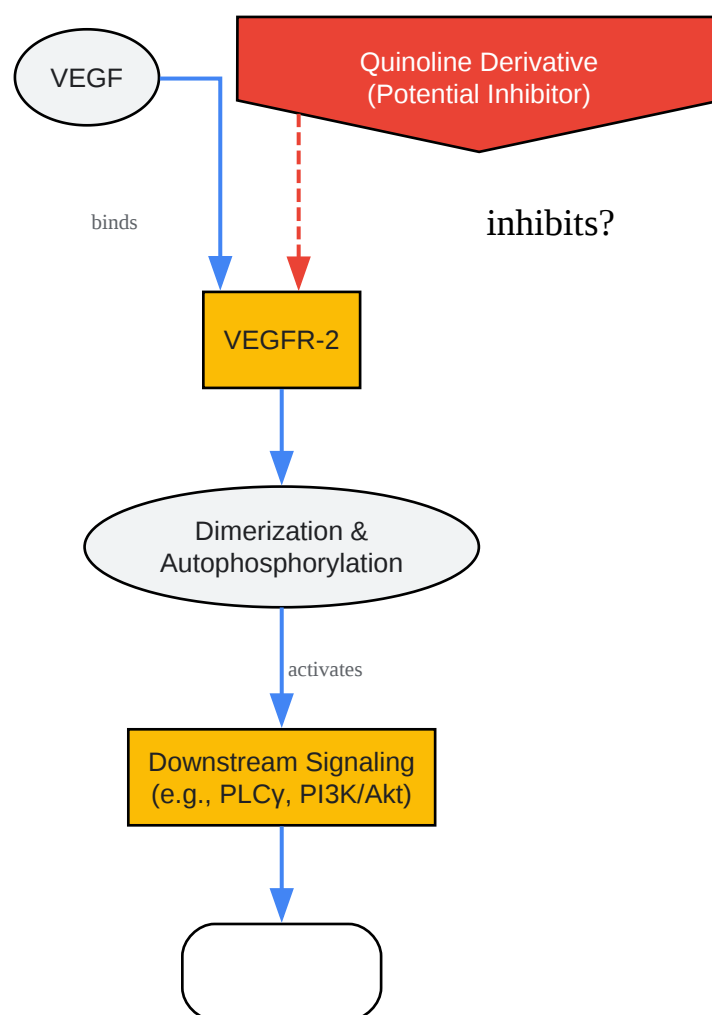 VEGF
Quinoline Derivative
(Potential Inhibitor)
binds
inhibits?
VEGFR-2
Dimerization &
Autophosphorylation
activates
Downstream Signaling
(e.g., PLCγ, PI3K/Akt)